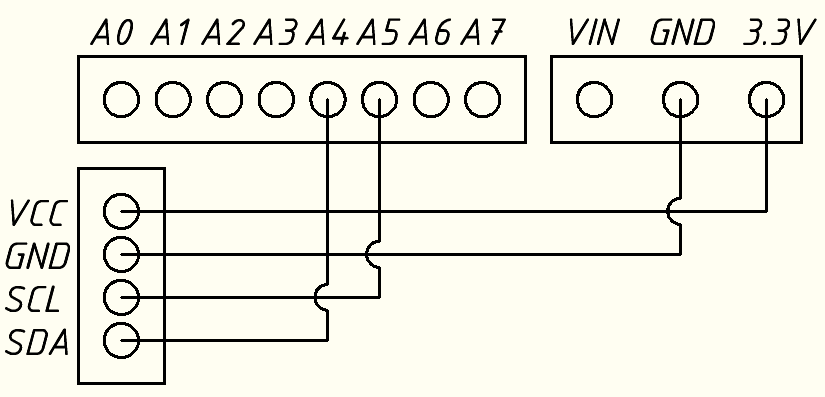 A0 A1 A2 A3 A4 A5 A6 A7 VIN GND 3.3V
VCC
GND
SCL
SDA